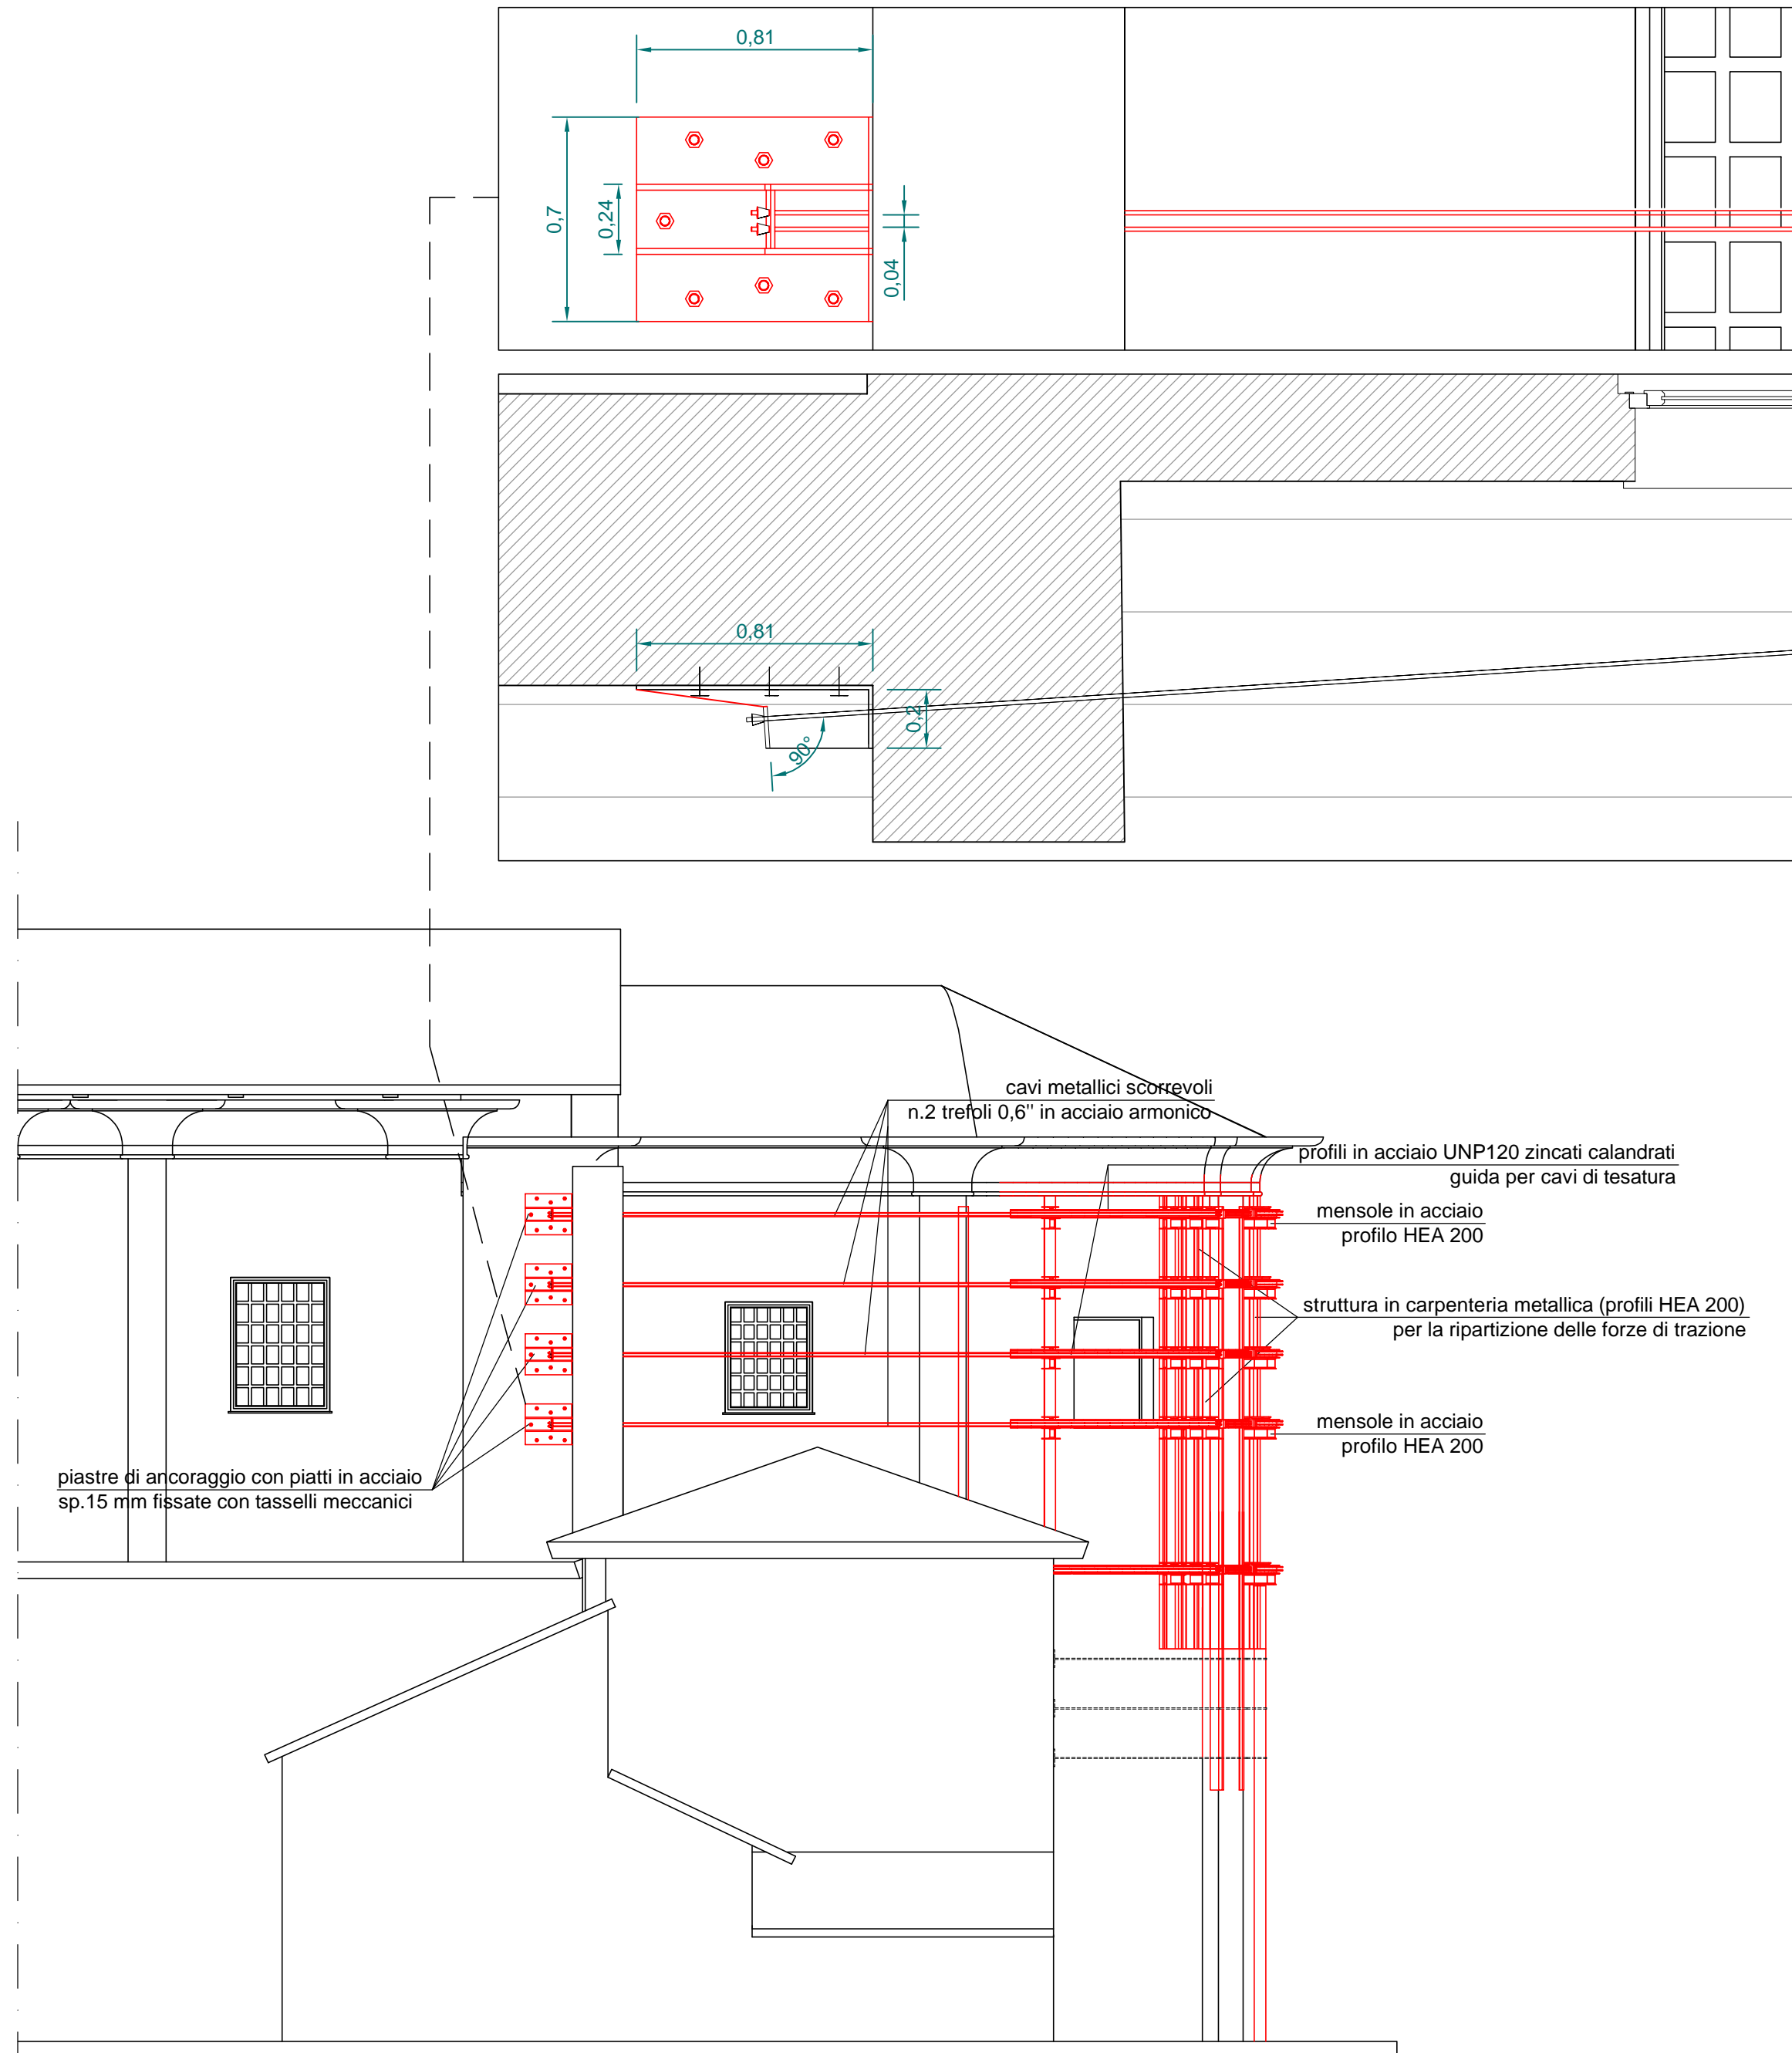 0,81
0,7
0,24
0,04
0,81
0,2
90°
cavi metallici scorrevoli
n.2 trefoli 0,6'' in acciaio armonico
profili in acciaio UNP120 zincati calandrati
guida per cavi di tesatura
mensole in acciaio
profilo HEA 200
struttura in carpenteria metallica (profili HEA 200)
per la ripartizione delle forze di trazione
mensole in acciaio
profilo HEA 200
piastre di ancoraggio con piatti in acciaio
sp.15 mm fissate con tasselli meccanici